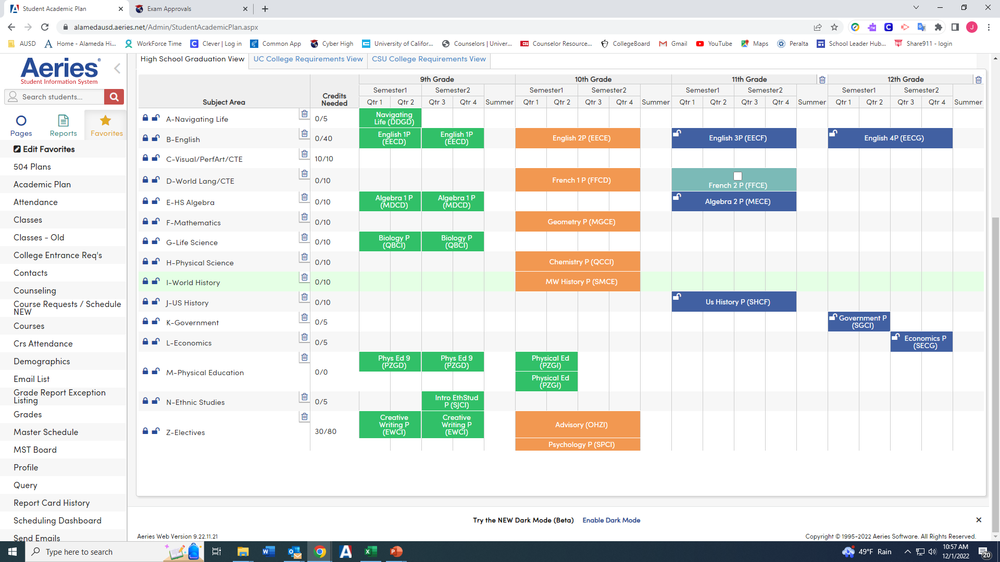 Student Academic Plan
Exam Approvals
alamedausd.aeries.net/Admin/StudentAcademicPlan.aspx
J
AUSD
Home - Alameda Hi...
WorkForce Time
Clever | Log in
Common App
Cyber High
University of Califor...
Counselors | Univer...
Counselor Resource...
CollegeBoard
Gmail
YouTube
Maps
Peralta
School Leader Hub...
Share911 - login
Aeries®
Student Information System
Search students...
Pages
Reports
Favorites
Edit Favorites
504 Plans
Academic Plan
Attendance
Classes
Classes - Old
College Entrance Req's
Contacts
Counseling
Course Requests / Schedule
NEW
Courses
Crs Attendance
Demographics
Email List
Grade Report Exception
Listing
Grades
Master Schedule
MST Board
Profile
Query
Report Card History
Scheduling Dashboard
Send Emails
High School Graduation View
UC College Requirements View
CSU College Requirements View
9th Grade
10th Grade
11th Grade
12th Grade
Semester1 Semester2
Semester1 Semester2
Semester1 Semester2
Semester1 Semester2
Subject Area
Credits
Needed
Qtr 1 Qtr 2 Qtr 3 Qtr 4 Summer
Qtr 1 Qtr 2 Qtr 3 Qtr 4 Summer
Qtr 1 Qtr 2 Qtr 3 Qtr 4 Summer
Qtr 1 Qtr 2 Qtr 3 Qtr 4 Summer
A-Navigating Life
0/5
Navigating
Life (DDGD)
B-English
0/40
English 1P
(EECD)
English 1P
(EECD)
English 2P (EECE)
English 3P (EECF)
English 4P (EECG)
C-Visual/PerfArt/CTE
10/10
D-World Lang/CTE
0/10
French 1 P (FFCD)
French 2 P (FFCE)
E-HS Algebra
0/10
Algebra 1 P
(MDCD)
Algebra 1 P
(MDCD)
Algebra 2 P (MECE)
F-Mathematics
0/10
Geometry P (MGCE)
G-Life Science
0/10
Biology P
(QBCI)
Biology P
(QBCI)
H-Physical Science
0/10
Chemistry P (QCCI)
I-World History
0/10
MW History P (SMCE)
J-US History
0/10
Us History P (SHCF)
K-Government
0/5
Government P
(SGCI)
L-Economics
0/5
Economics P
(SECG)
M-Physical Education
0/0
Phys Ed 9
(PZGD)
Phys Ed 9
(PZGD)
Physical Ed
(PZGI)
Physical Ed
(PZGI)
N-Ethnic Studies
0/5
Intro EthStud
P (SJCI)
Z-Electives
30/80
Creative
Writing P
(EWCI)
Creative
Writing P
(EWCI)
Advisory (OHZI)
Psychology P (SPCI)
Try the NEW Dark Mode (Beta) Enable Dark Mode
Aeries Web Version 9.22.11.21
Copyright © 1995-2022 Aeries Software. All Rights Reserved.
Type here to search
49°F Rain
10:57 AM
12/1/2022
20